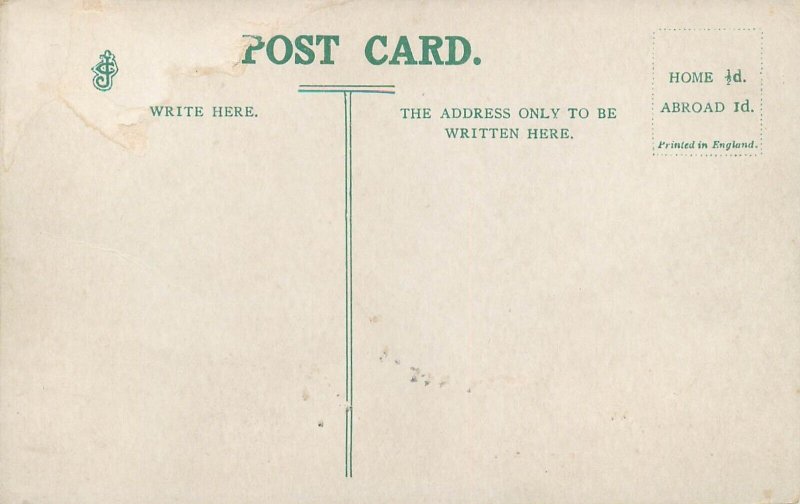 POST CARD.
WRITE HERE.
THE ADDRESS ONLY TO BE
WRITTEN HERE.
HOME ½d.
ABROAD 1d.
Printed in England.